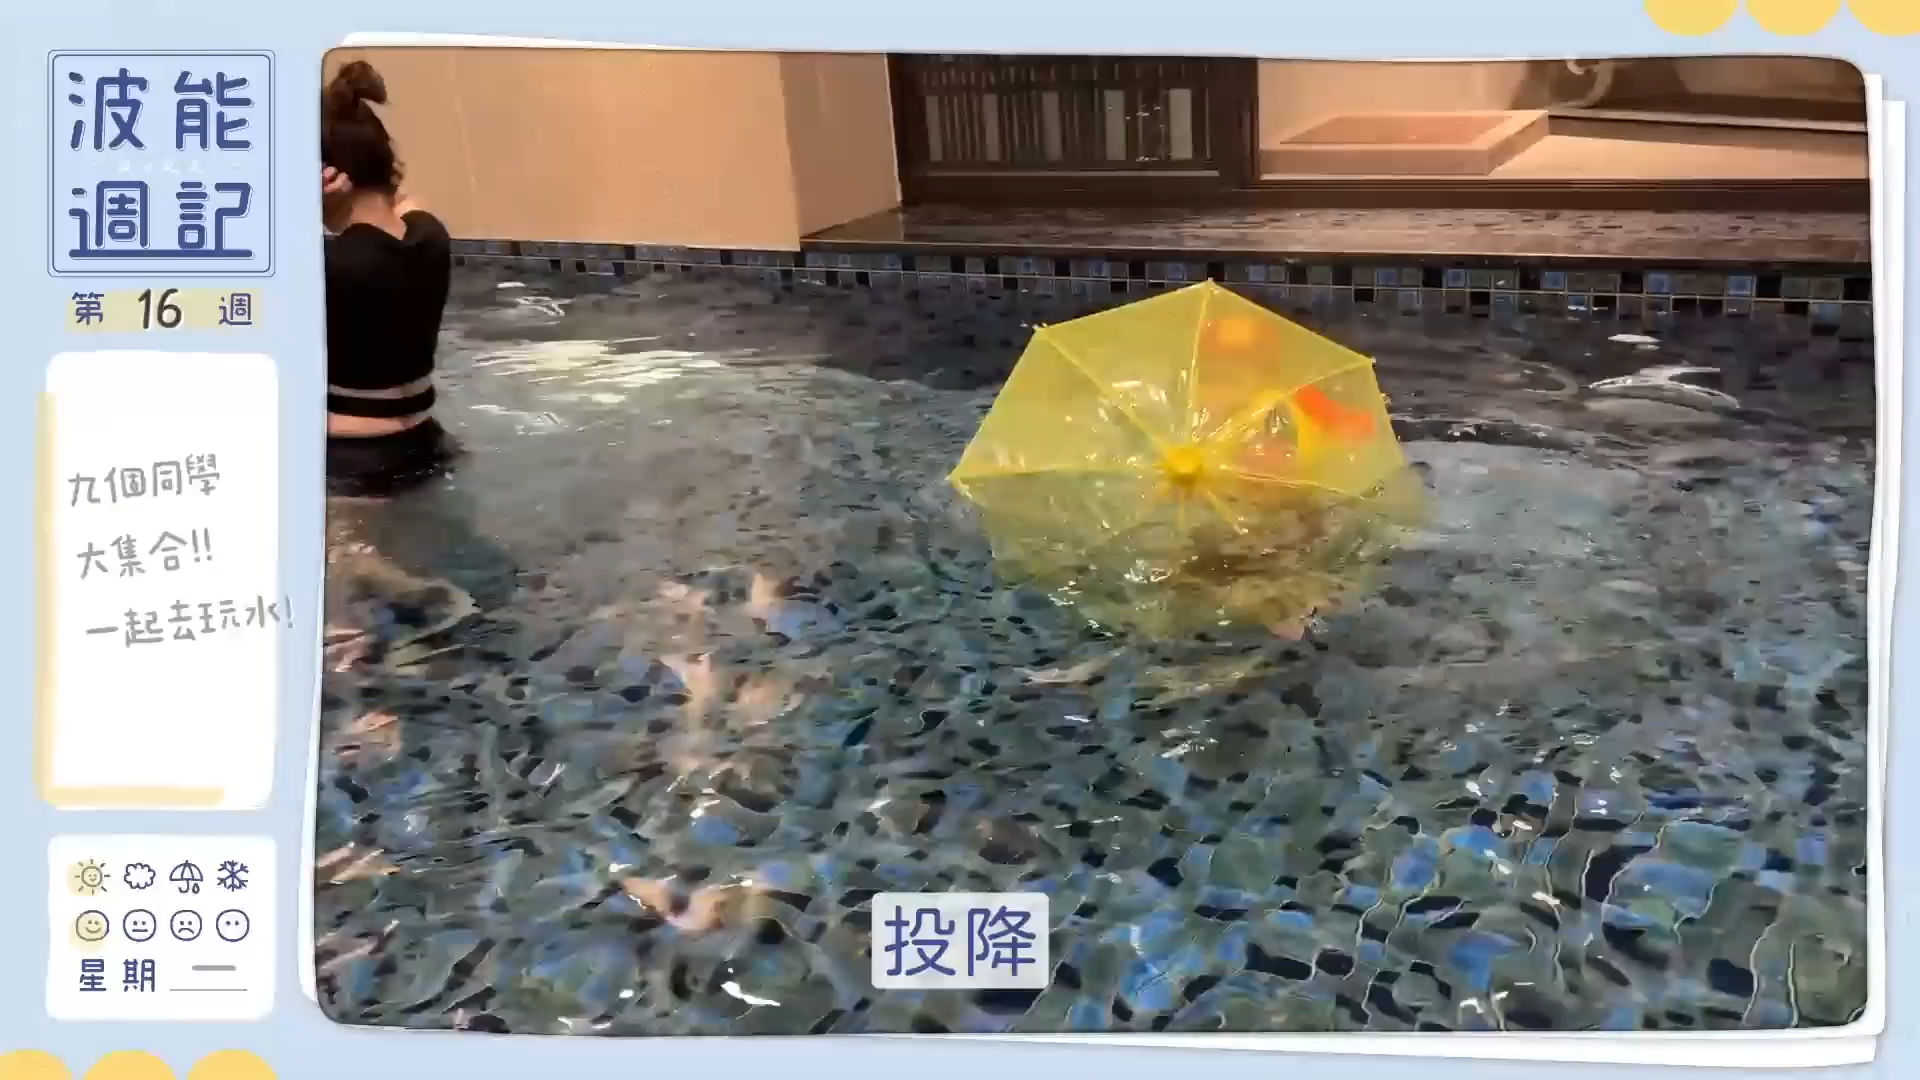 波能
週記
第 16 週
九個同學
大集合!!
一起去玩水!
星期 一
投降